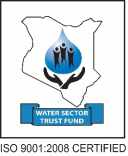 WATER SECTOR
TRUST FUND
ISO 9001:2008 CERTIFIED